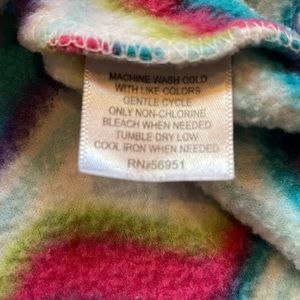 MACHINE WASH COLD
WITH LIKE COLORS
GENTLE CYCLE
ONLY NON-CHLORINE
BLEACH WHEN NEEDED
TUMBLE DRY LOW
COOL IRON WHEN NEEDED
RN#56951